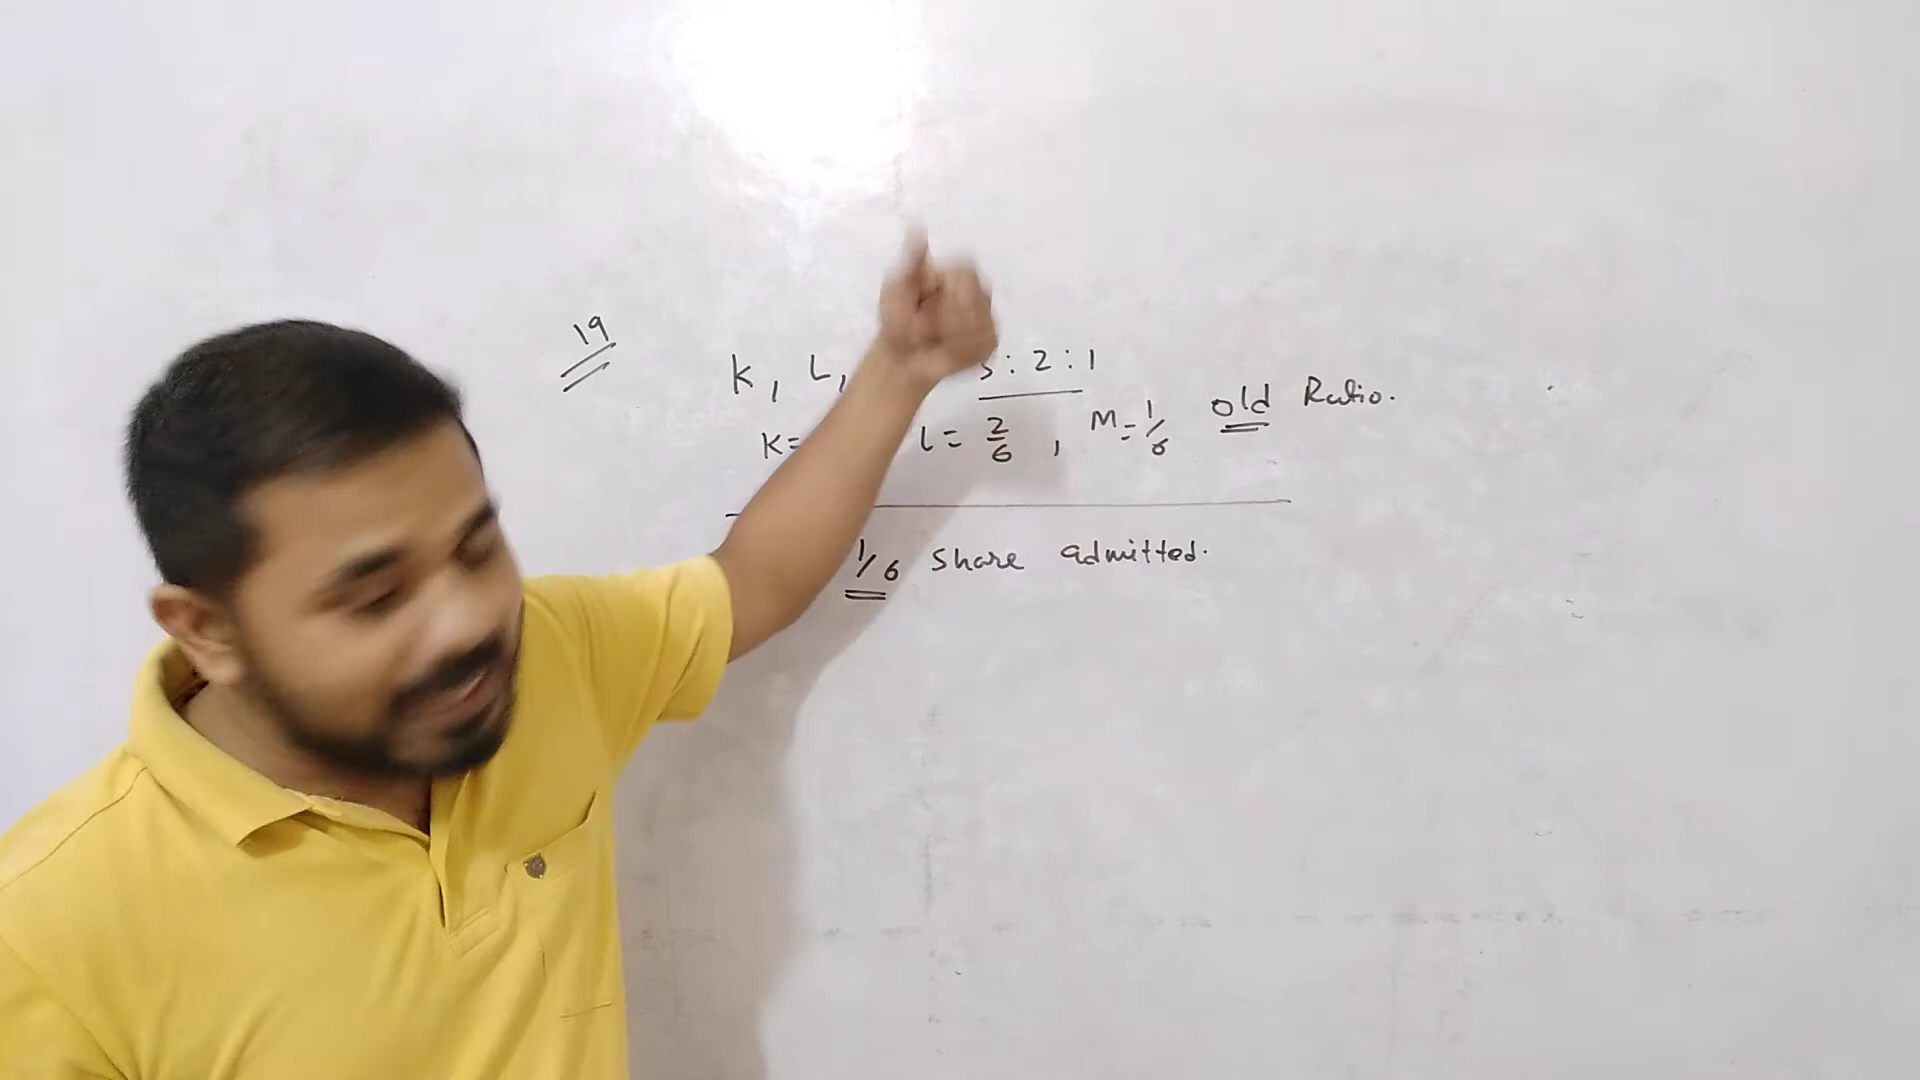 19
K, L, 3:2:1
K= L= 2/6, M=1/6 old Ratio.
1/6 share admitted.